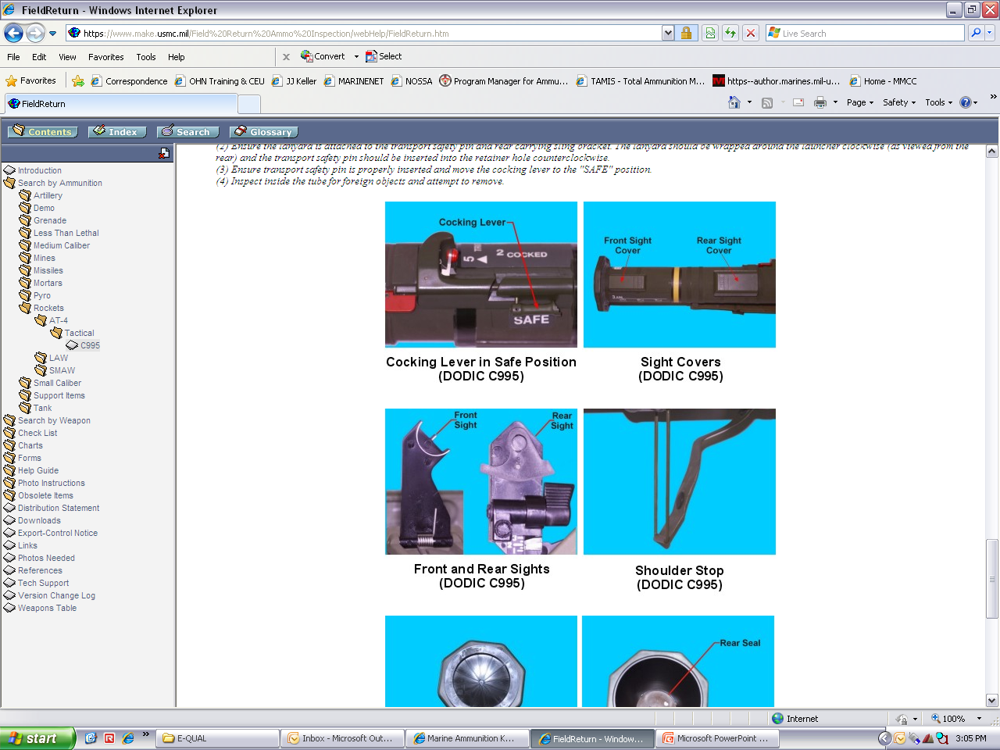 FieldReturn - Windows Internet Explorer
https://www.make.usmc.mil/Field%20Return%20Ammo%20Inspection/webHelp/FieldReturn.htm
Live Search
File Edit View Favorites Tools Help
x Convert Select
Favorites Correspondence OHN Training & CEU JJ Keller MARINENET NOSSA Program Manager for Ammu... TAMIS - Total Ammunition M... https--author.marines.mil-u... Home - MMCC
FieldReturn
Page Safety Tools
Contents Index Search Glossary
(2) Ensure the lanyard is attached to the transport safety pin and rear carrying sling bracket. The lanyard should be wrapped around the launcher clockwise (as viewed from the
rear) and the transport safety pin should be inserted into the retainer hole counterclockwise.
(3) Ensure transport safety pin is properly inserted and move the cocking lever to the "SAFE" position.
(4) Inspect inside the tube for foreign objects and attempt to remove.
Introduction
Search by Ammunition
Artillery
Demo
Grenade
Less Than Lethal
Medium Caliber
Mines
Missiles
Mortars
Pyro
Rockets
AT-4
Tactical
C995
LAW
SMAW
Small Caliber
Support Items
Tank
Search by Weapon
Check List
Charts
Forms
Help Guide
Photo Instructions
Obsolete Items
Distribution Statement
Downloads
Export-Control Notice
Links
Photos Needed
References
Tech Support
Version Change Log
Weapons Table
Cocking Lever
5 2 COCKED
SAFE
Cocking Lever in Safe Position
(DODIC C995)
Front Sight
Cover
Rear Sight
Cover
Sight Covers
(DODIC C995)
Front
Sight
Rear
Sight
Front and Rear Sights
(DODIC C995)
Shoulder Stop
(DODIC C995)
Rear Seal
Internet 100%
start E-QUAL Inbox - Microsoft Out... Marine Ammunition K... FieldReturn - Window... Microsoft PowerPoint ... 3:05 PM